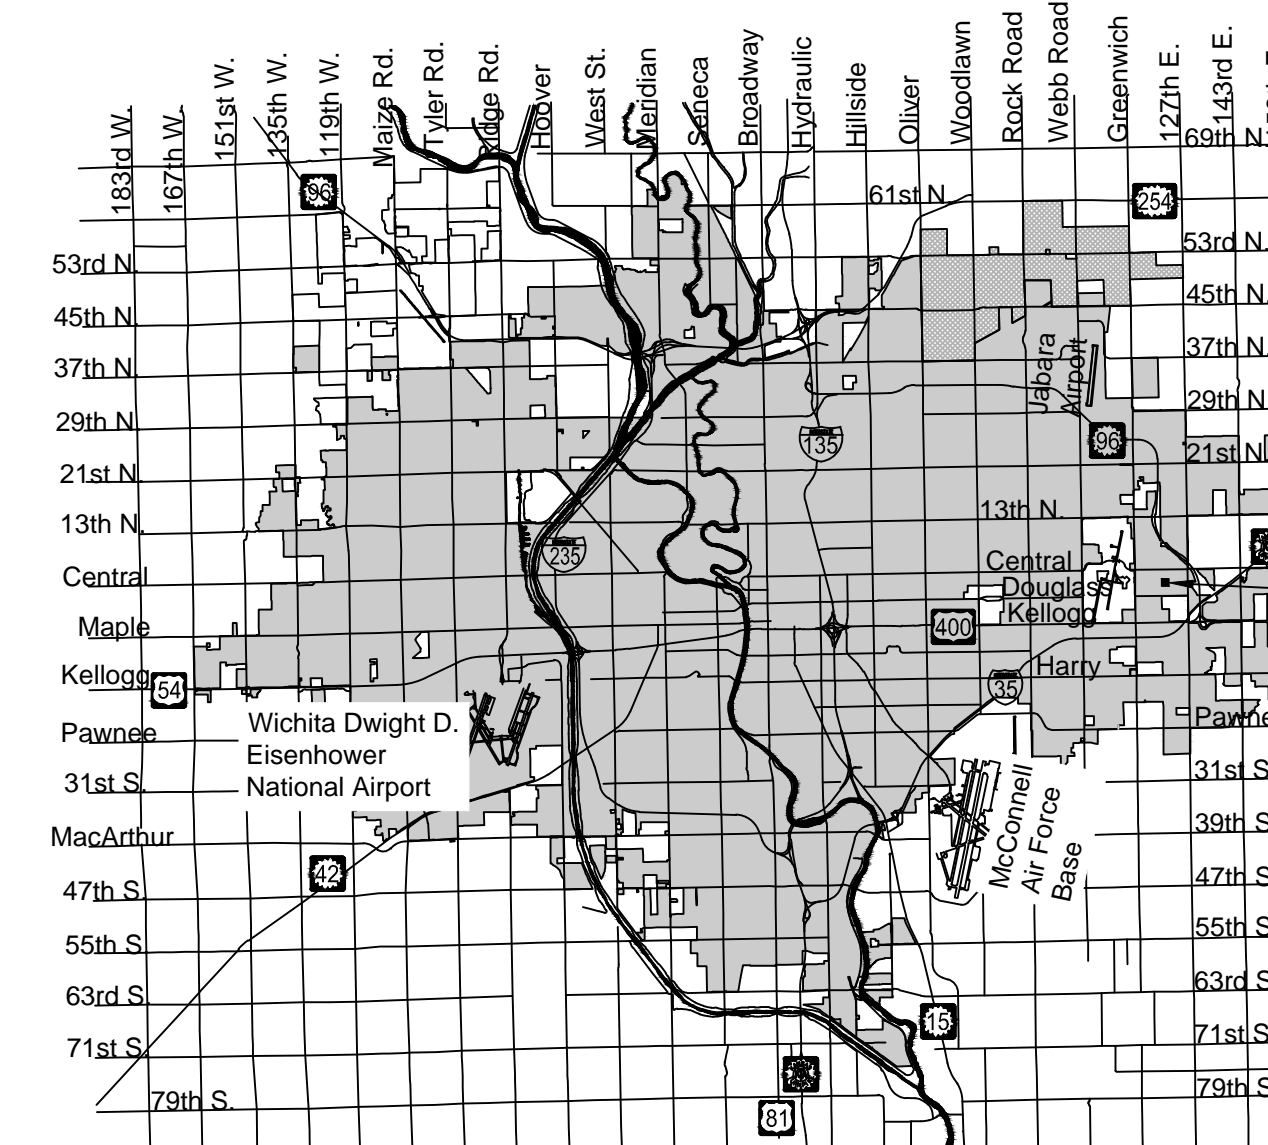 183rd W.
167th W.
151st W.
135th W.
119th W.
Maize Rd.
Tyler Rd.
Ridge Rd.
Hoover
West St.
Meridian
Seneca
Broadway
Hydraulic
Hillside
Oliver
Woodlawn
Rock Road
Webb Road
Greenwich
127th E.
143rd E.
69th N.
96
61st N.
254
53rd N.
53rd N.
45th N.
45th N.
37th N.
37th N.
Jabara
Airport
29th N.
29th N.
135
96
21st N.
21st N.
13th N.
13th N.
235
Central
Central
Douglass
Kellogg
Maple
400
Kellogg
54
Harry
35
Pawnee
Pawne
Wichita Dwight D.
Eisenhower
National Airport
31st S.
31st S
McConnell
Air Force
Base
MacArthur
39th S
42
47th S.
47th S
55th S.
55th S
63rd S.
63rd S
15
71st S.
71st S
79th S.
79th S
81